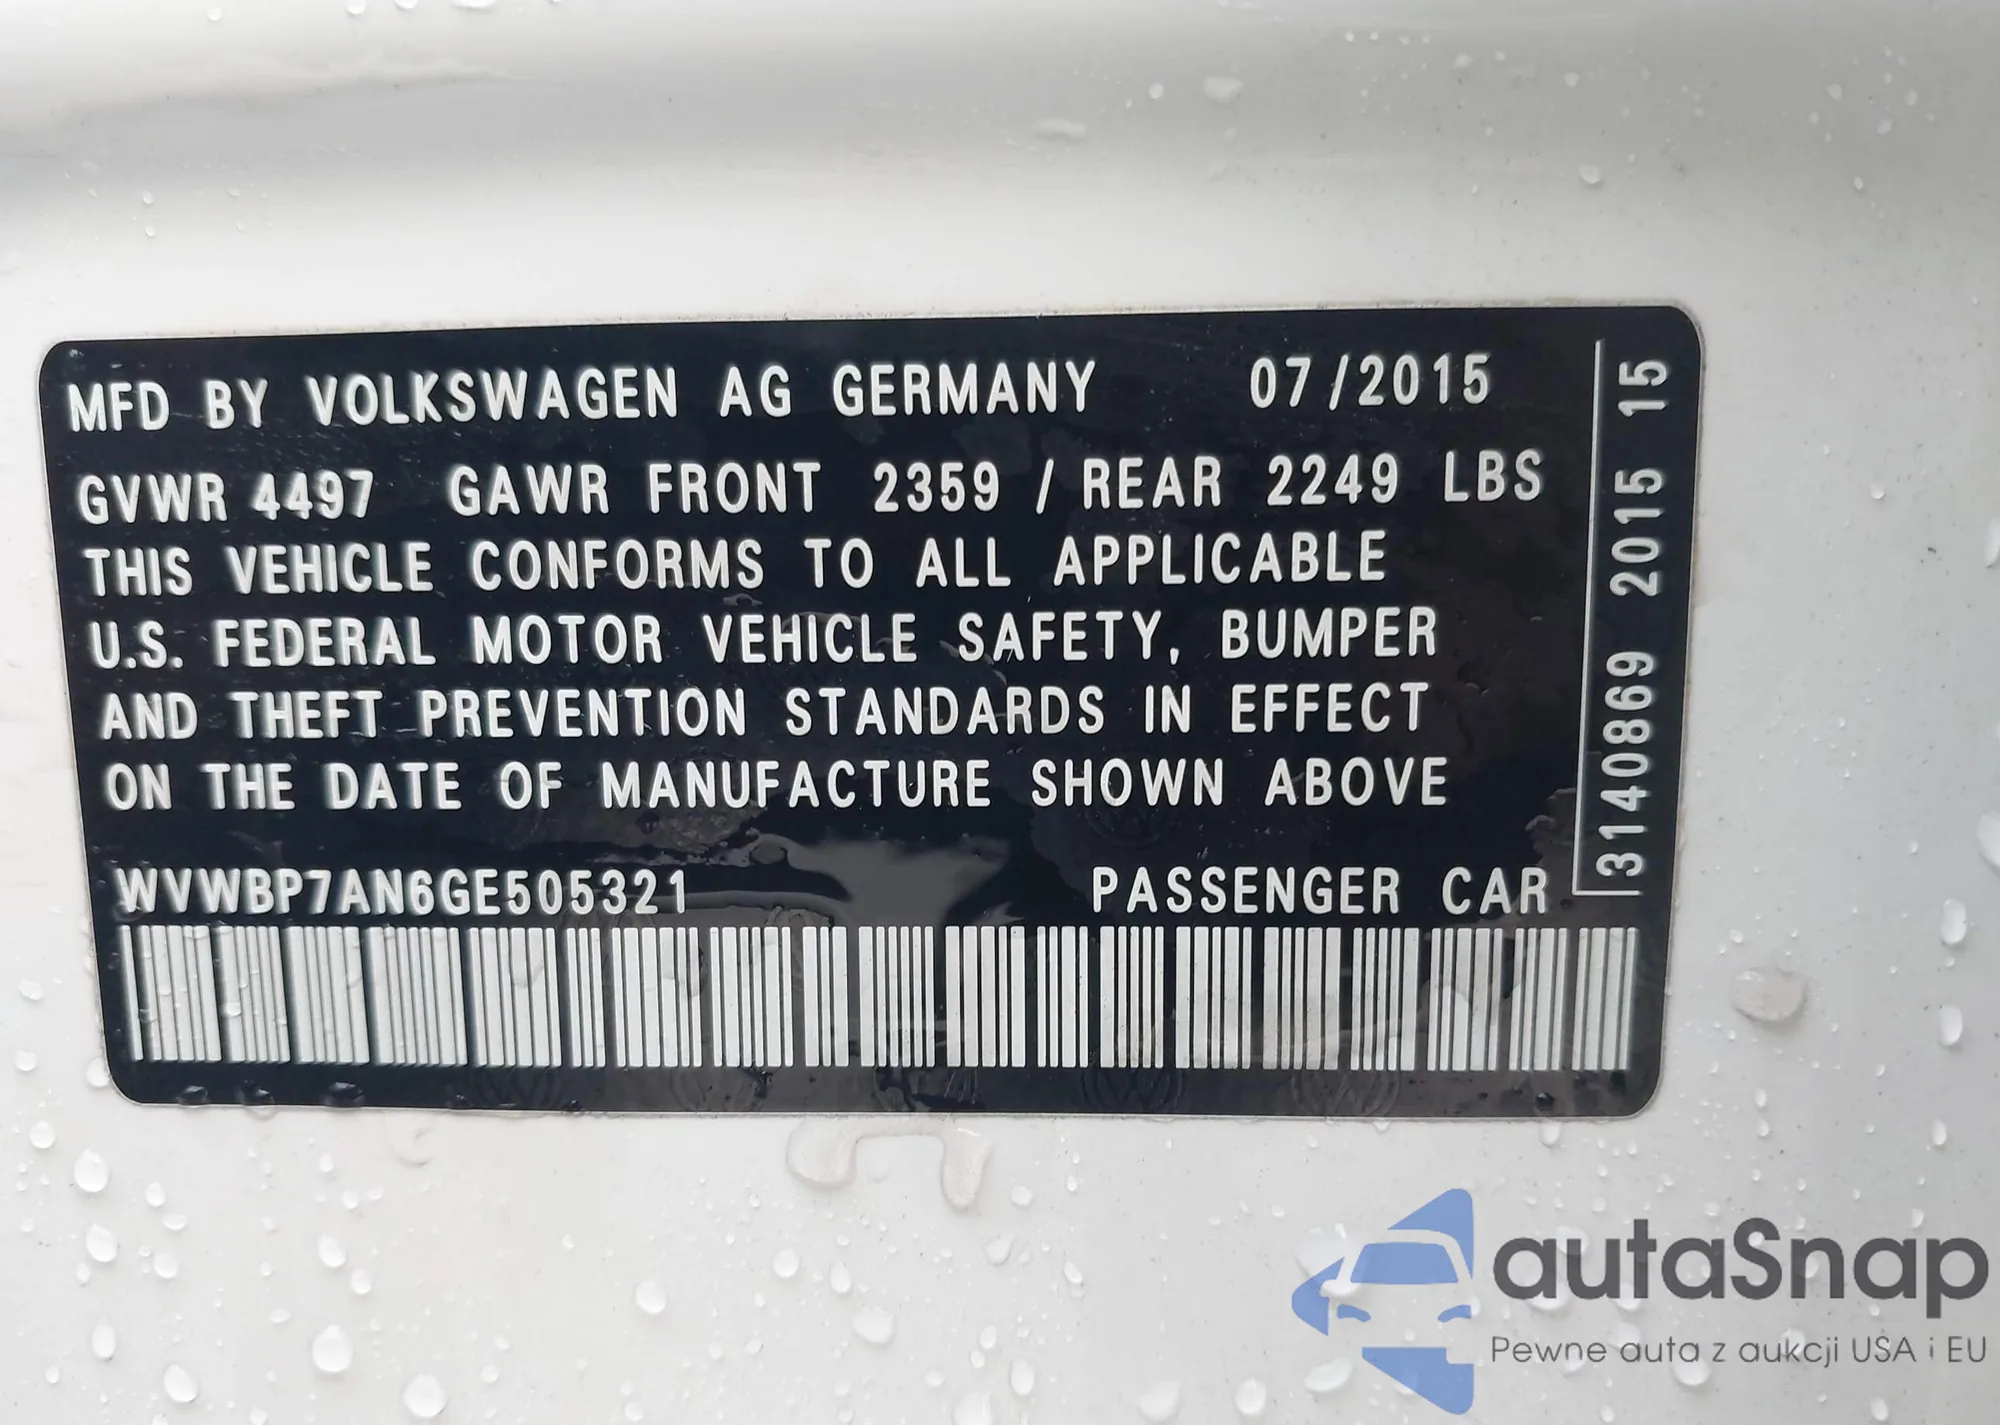 MFD BY VOLKSWAGEN AG GERMANY 07/2015
GVWR 4497 GAWR FRONT 2359 / REAR 2249 LBS
THIS VEHICLE CONFORMS TO ALL APPLICABLE
U.S. FEDERAL MOTOR VEHICLE SAFETY, BUMPER
AND THEFT PREVENTION STANDARDS IN EFFECT
ON THE DATE OF MANUFACTURE SHOWN ABOVE
WVWBP7AN6GE505321 PASSENGER CAR
3140869 2015 15
autaSnap
Pewne auta z aukcji USA i EU